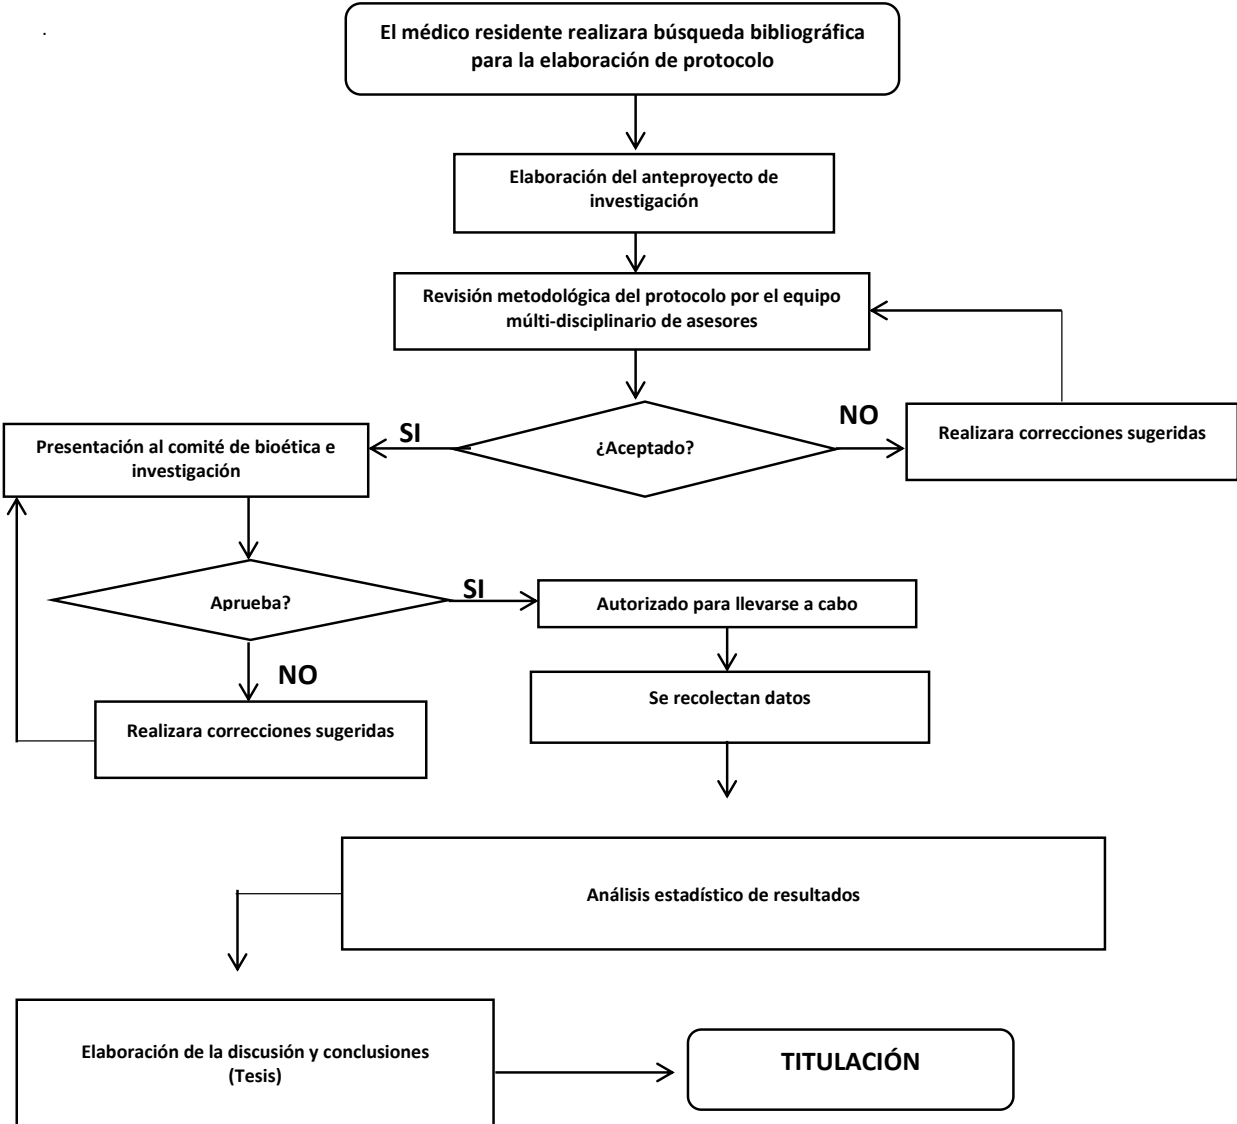 .
El médico residente realizara búsqueda bibliográfica
para la elaboración de protocolo
Elaboración del anteproyecto de
investigación
Revisión metodológica del protocolo por el equipo
múlti-disciplinario de asesores
¿Aceptado?
SI
NO
Realizara correcciones sugeridas
Presentación al comité de bioética e
investigación
Aprueba?
SI
NO
Autorizado para llevarse a cabo
Se recolectan datos
Realizara correcciones sugeridas
Análisis estadístico de resultados
Elaboración de la discusión y conclusiones
(Tesis)
TITULACIÓN